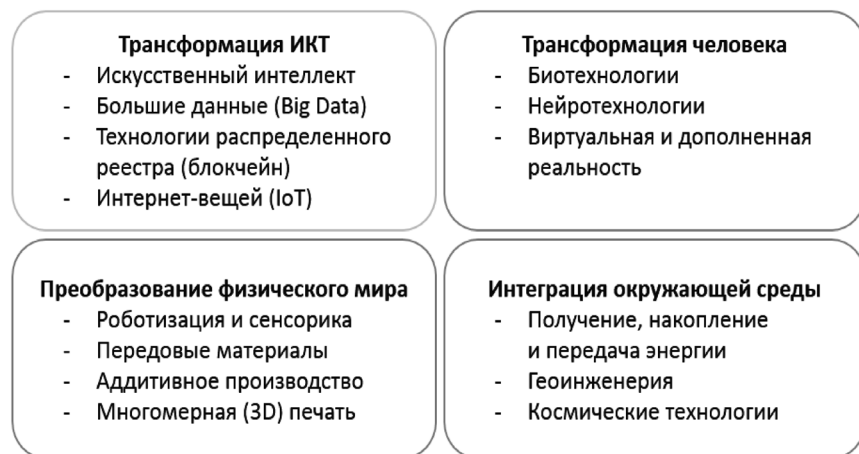 Трансформация ИКТ
- Искусственный интеллект
- Большие данные (Big Data)
- Технологии распределенного
реестра (блокчейн)
- Интернет-вещей (IoT)
Трансформация человека
- Биотехнологии
- Нейротехнологии
- Виртуальная и дополненная
реальность
Преобразование физического мира
- Роботизация и сенсорика
- Передовые материалы
- Аддитивное производство
- Многомерная (3D) печать
Интеграция окружающей среды
- Получение, накопление
и передача энергии
- Геоинженерия
- Космические технологии